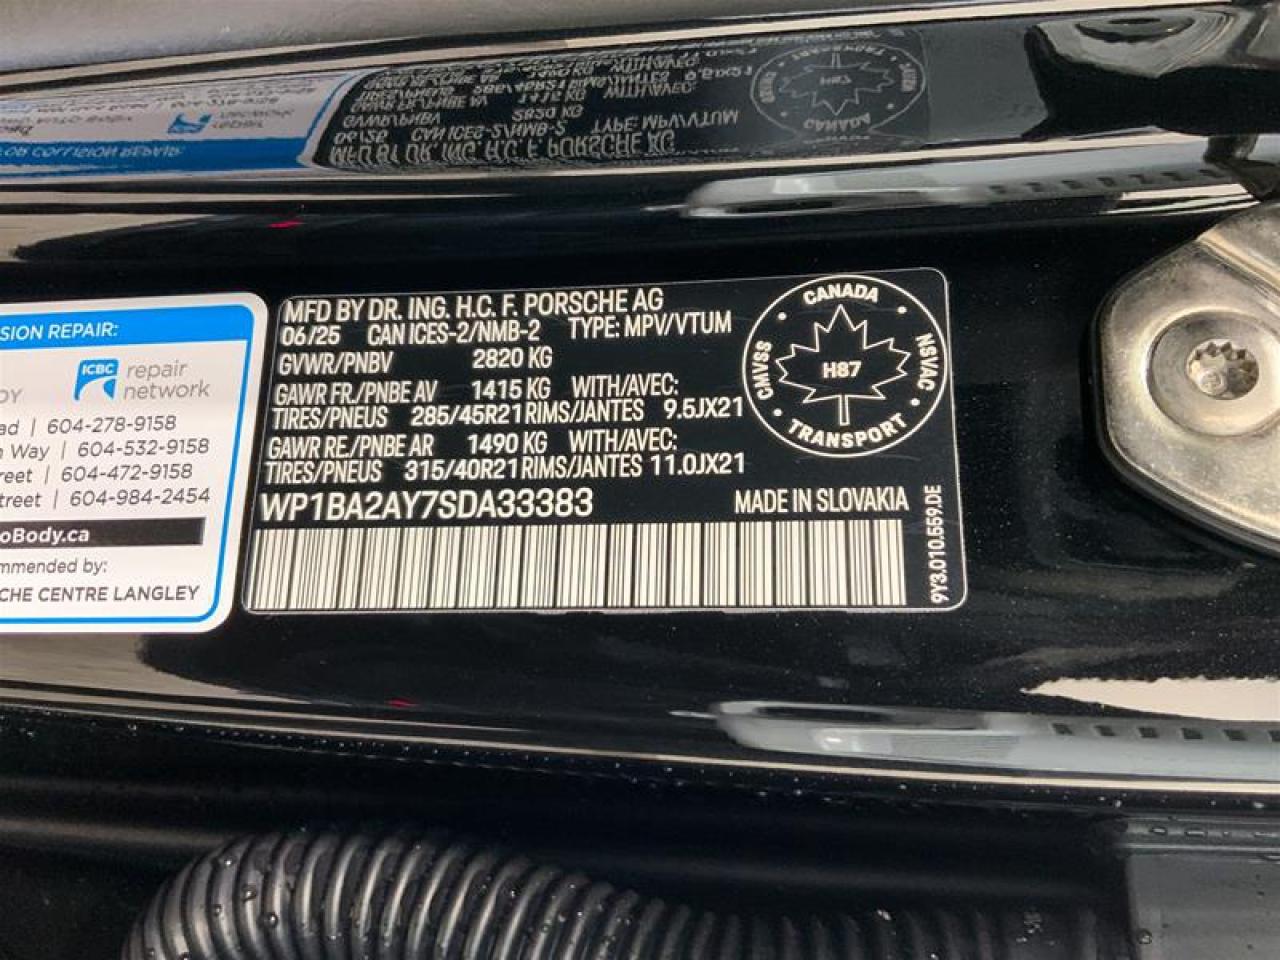 MFD BY DR. ING. H.C. F. PORSCHE AG
06/25 CAN ICES-2/NMB-2 TYPE: MPV/VTUM
GVWR/PNBV 2820 KG
GAWR FR./PNBE AV 1415 KG WITH/AVEC:
TIRES/PNEUS 285/45R21 RIMS/JANTES 9.5JX21
GAWR RE./PNBE AR 1490 KG WITH/AVEC:
TIRES/PNEUS 315/40R21 RIMS/JANTES 11.0JX21
WP1BA2AY7SDA33383 MADE IN SLOVAKIA
9Y3.010.559.DE
CANADA
CMVSS H87 NSVAC
TRANSPORT
SION REPAIR:
ICBC repair
network
DY
ad | 604-278-9158
n Way | 604-532-9158
treet | 604-472-9158
Street | 604-984-2454
oBody.ca
mmended by:
CHE CENTRE LANGLEY